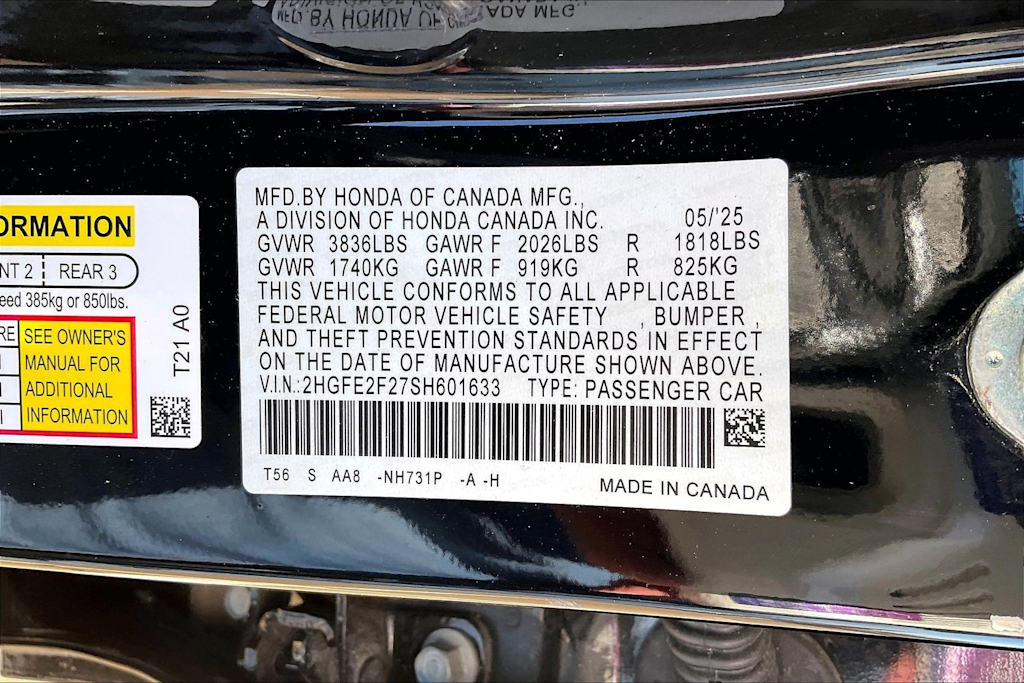 ORMATION
NT 2 REAR 3
eed 385kg or 850lbs.
RE SEE OWNER'S
MANUAL FOR
ADDITIONAL
INFORMATION
T21 A0
MFD.BY HONDA OF CANADA MFG.,
A DIVISION OF HONDA CANADA INC. 05/'25
GVWR 3836LBS GAWR F 2026LBS R 1818LBS
GVWR 1740KG GAWR F 919KG R 825KG
THIS VEHICLE CONFORMS TO ALL APPLICABLE
FEDERAL MOTOR VEHICLE SAFETY , BUMPER ,
AND THEFT PREVENTION STANDARDS IN EFFECT
ON THE DATE OF MANUFACTURE SHOWN ABOVE.
V.I.N.:2HGFE2F27SH601633 TYPE: PASSENGER CAR
T56 S AA8 -NH731P -A -H MADE IN CANADA